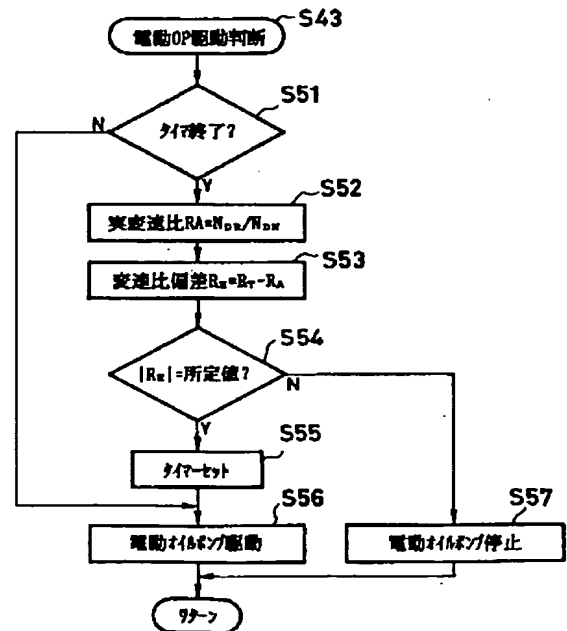 電動OP駆動判断
S43
S51
タイマ終了?
N
Y
S52
実変速比RA=NDR/NDN
S53
変速比偏差RE=RT-RA
S54
|RE|=所定値?
N
Y
S55
タイマーセット
S56
電動オイルポンプ駆動
S57
電動オイルポンプ停止
リターン